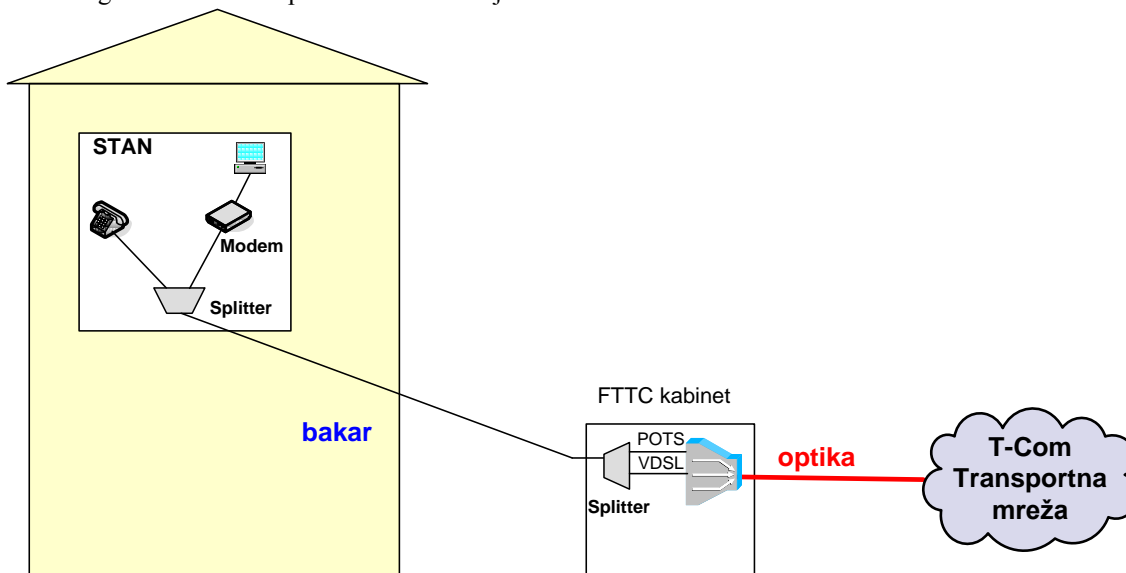 STAN
Modem
Splitter
bakar
FTTC kabinet
POTS
VDSL
Splitter
optika
T-Com
Transportna
mreža